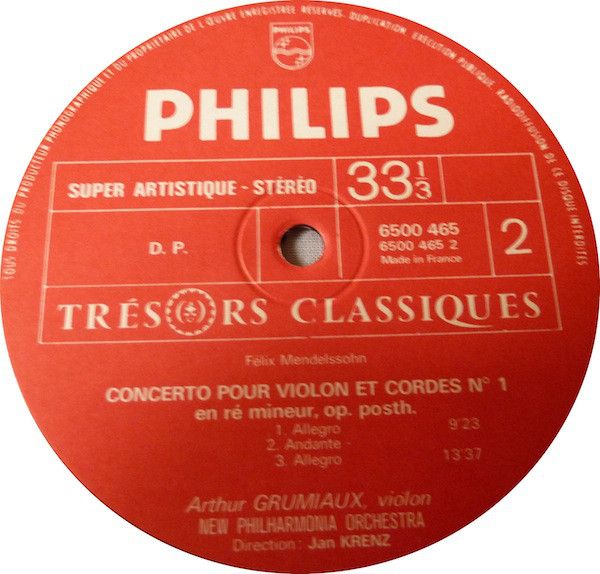 TOUS DROITS DU PRODUCTEUR PHONOGRAPHIQUE ET DU PROPRIÉTAIRE DE L'ŒUVRE ENREGISTRÉE RÉSERVÉS. DUPLICATION, EXÉCUTION PUBLIQUE, RADIODIFFUSION DE CE DISQUE INTERDITES
PHILIPS
PHILIPS
SUPER ARTISTIQUE - STÉRÉO
33 1/3
D. P.
6500 465
6500 465 2
Made in France
2
TRÉSORS CLASSIQUES
Félix Mendelssohn
CONCERTO POUR VIOLON ET CORDES N° 1
en ré mineur, op. posth.
1. Allegro 9'23
2. Andante -
3. Allegro 13'37
Arthur GRUMIAUX, violon
NEW PHILHARMONIA ORCHESTRA
Direction : Jan KRENZ